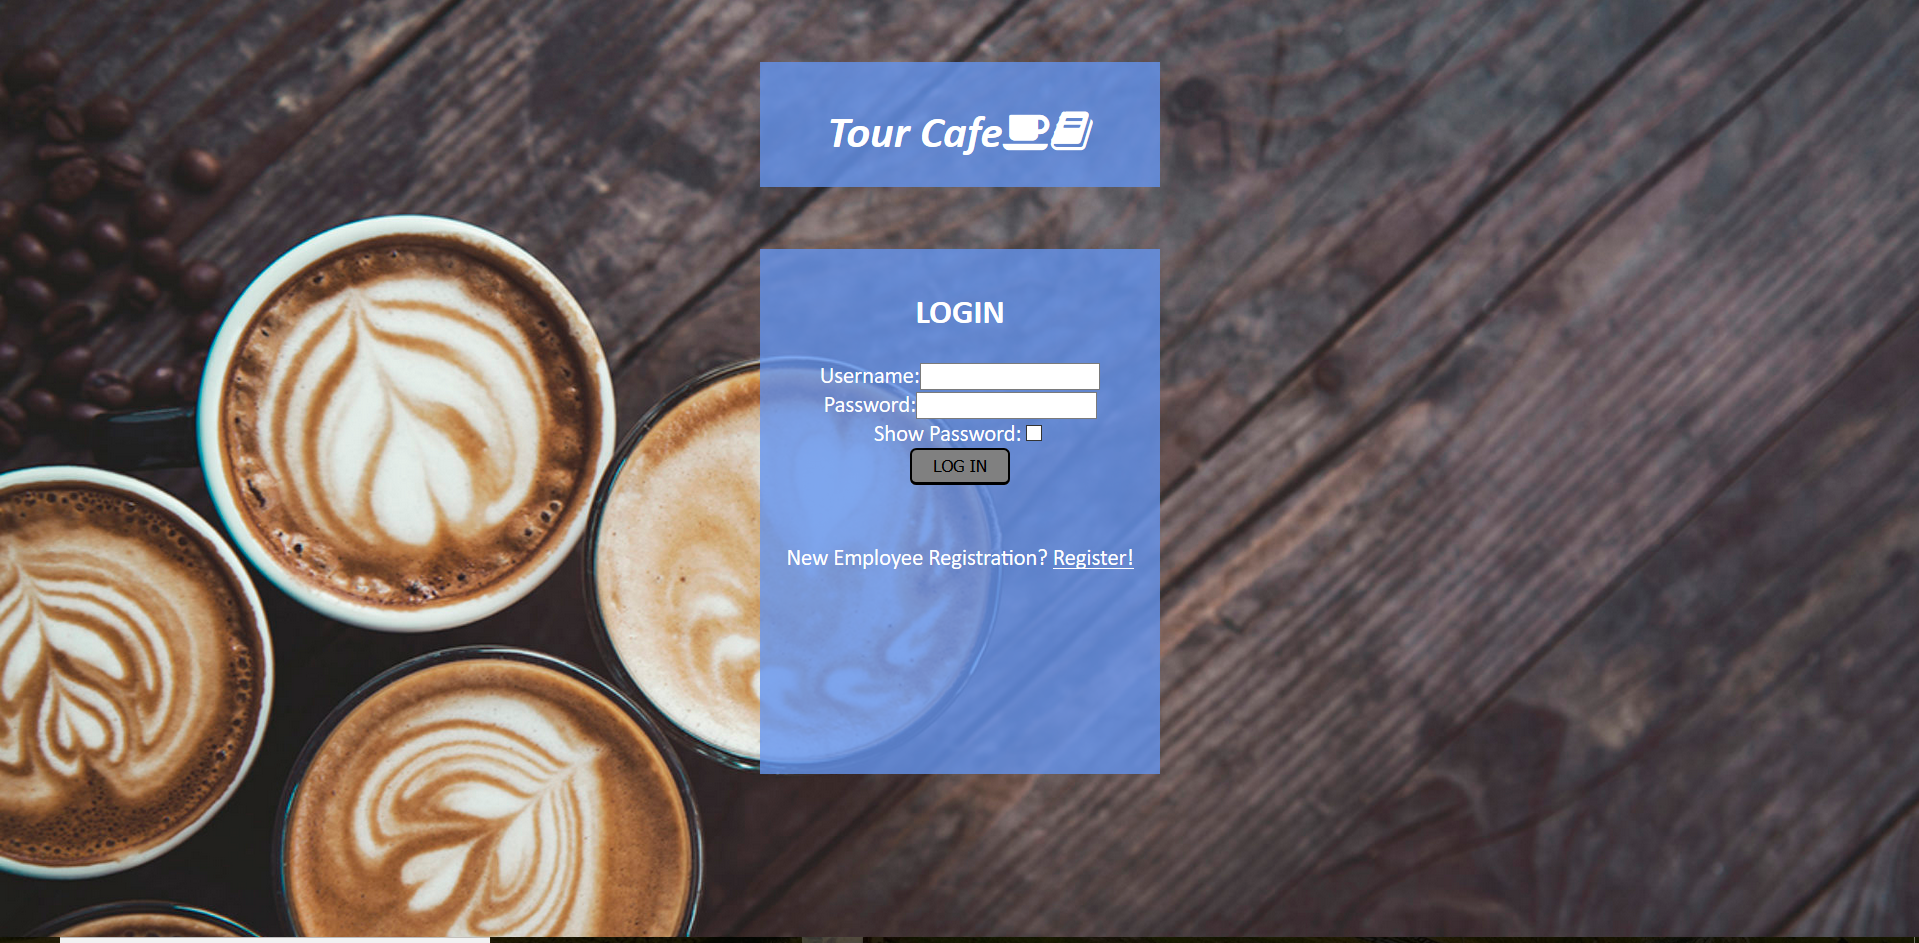 Tour Cafe
LOGIN
Username:
Password:
Show Password:
LOG IN
New Employee Registration? Register!